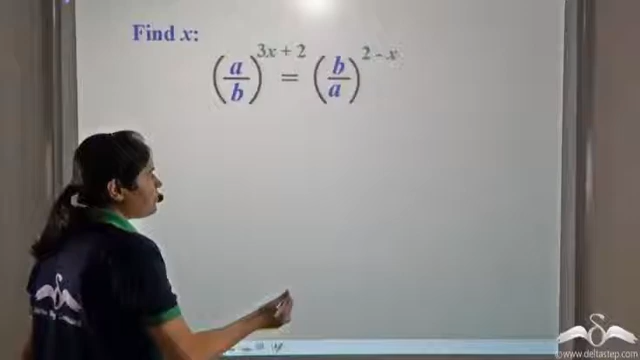 Find x:
(a/b)^(3x + 2) = (b/a)^(2 - x)
www.deltastep.com